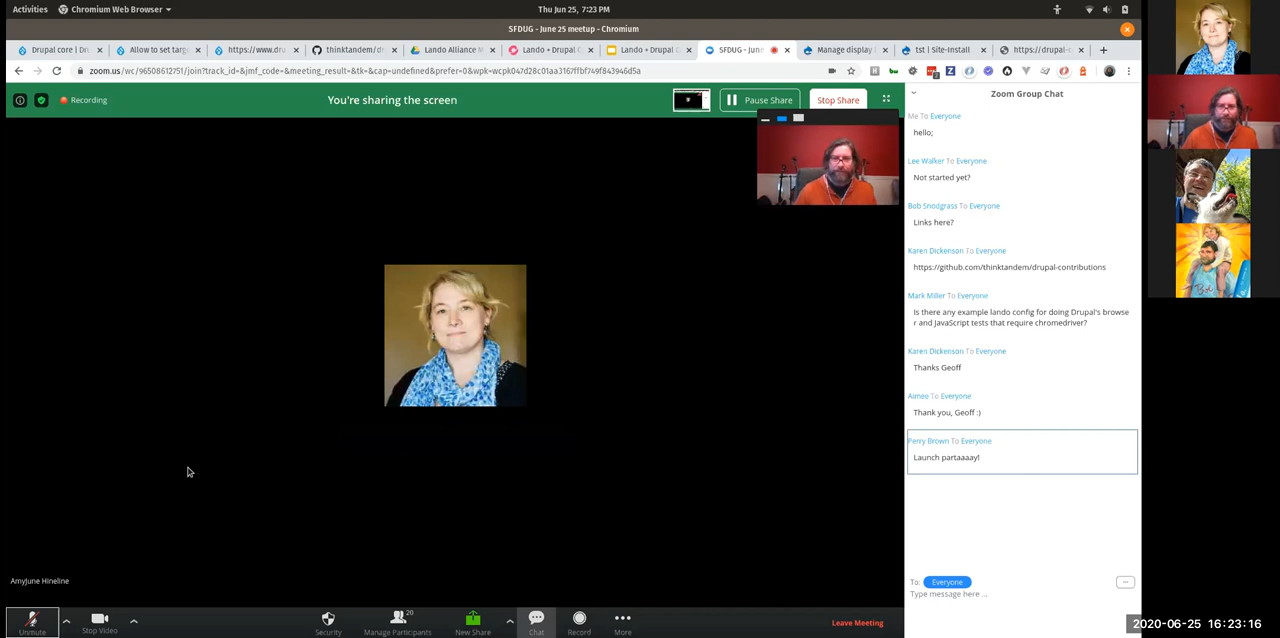 Activities
Chromium Web Browser
Thu Jun 25, 7:23 PM
SFDUG - June 25 meetup - Chromium
Drupal core | Dr
Allow to set targ
https://www.dru
thinktandem/dr
Lando Alliance M
Lando + Drupal C
Lando + Drupal C
SFDUG - June
Manage display
tst | Site-Install
https://drupal-c
zoom.us/wc/96508612751/join?track_id=&jmf_code=&meeting_result=&tk=&cap=undefined&prefer=0&wpk=wcpk047d28c01aa3167ffbf749f843946d5a
Recording
You're sharing the screen
Pause Share
Stop Share
Zoom Group Chat
Me To Everyone
hello;
Lee Walker To Everyone
Not started yet?
Bob Snodgrass To Everyone
Links here?
Karen Dickenson To Everyone
https://github.com/thinktandem/drupal-contributions
Mark Miller To Everyone
Is there any example lando config for doing Drupal's browse
r and JavaScript tests that require chromedriver?
Karen Dickenson To Everyone
Thanks Geoff
Aimee To Everyone
Thank you, Geoff :)
Perry Brown To Everyone
Launch partaaaay!
AmyJune Hineline
To: Everyone
Type message here ...
Unmute
Stop Video
Security
20
Manage Participants
New Share
Chat
Record
More
Leave Meeting
2020-06-25 16:23:16